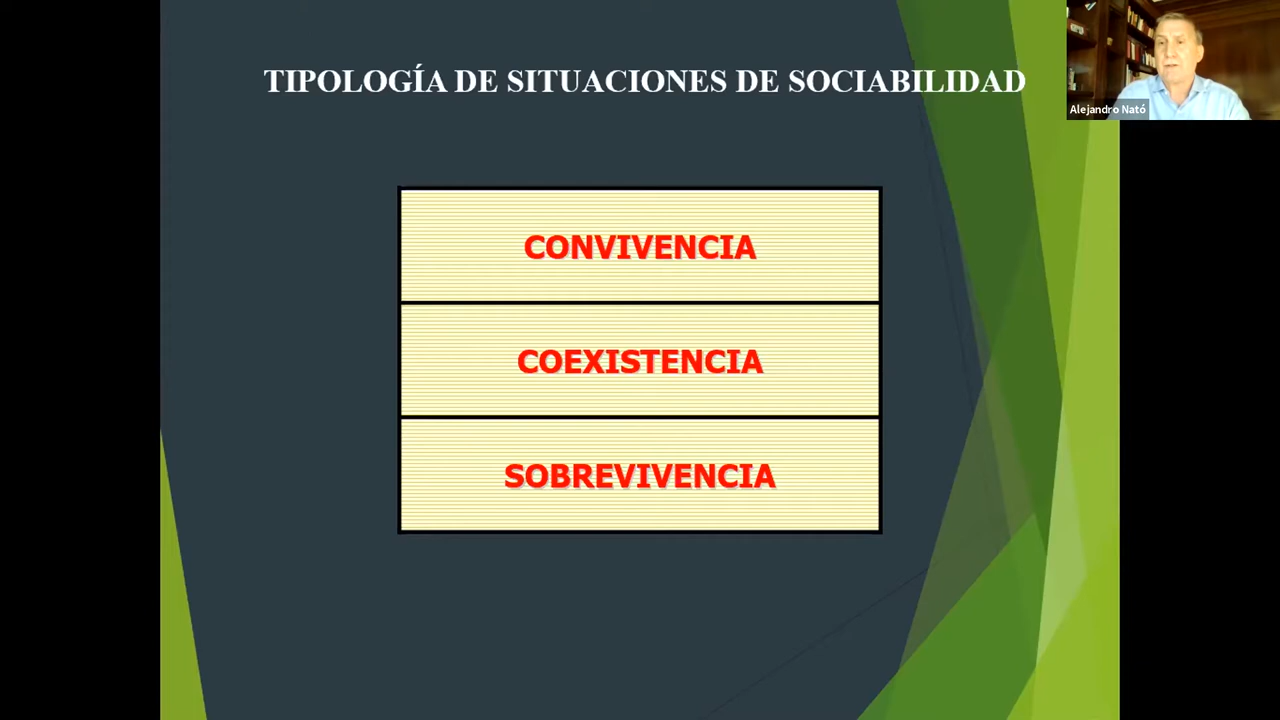 TIPOLOGÍA DE SITUACIONES DE SOCIABILIDAD
Alejandro Nató
CONVIVENCIA
COEXISTENCIA
SOBREVIVENCIA